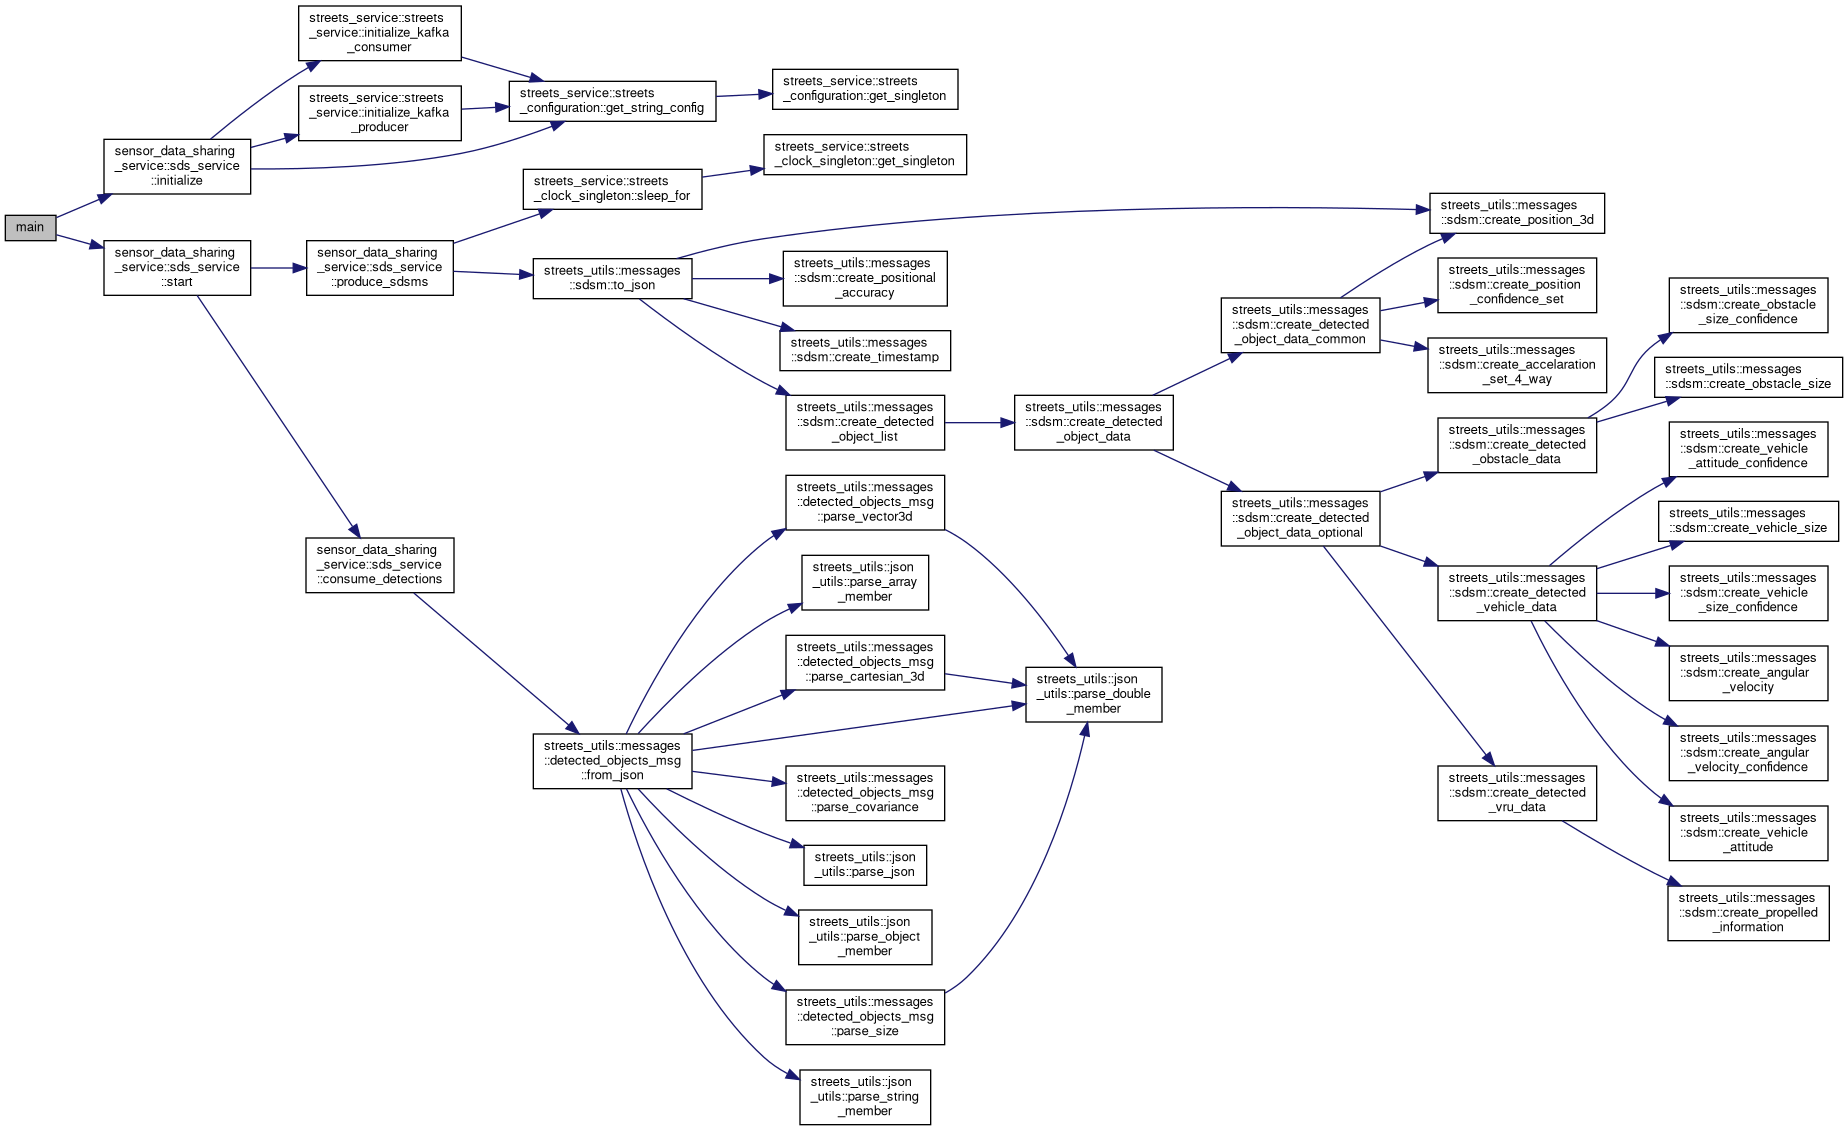 main
sensor_data_sharing
_service::sds_service
::initialize
sensor_data_sharing
_service::sds_service
::start
streets_service::streets
_service::initialize_kafka
_consumer
streets_service::streets
_service::initialize_kafka
_producer
sensor_data_sharing
_service::sds_service
::produce_sdsms
sensor_data_sharing
_service::sds_service
::consume_detections
streets_service::streets
_configuration::get_string_config
streets_service::streets
_clock_singleton::sleep_for
streets_utils::messages
::sdsm::to_json
streets_utils::messages
::detected_objects_msg
::from_json
streets_service::streets
_configuration::get_singleton
streets_service::streets
_clock_singleton::get_singleton
streets_utils::messages
::sdsm::create_positional
_accuracy
streets_utils::messages
::sdsm::create_timestamp
streets_utils::messages
::sdsm::create_detected
_object_list
streets_utils::messages
::detected_objects_msg
::parse_vector3d
streets_utils::json
_utils::parse_array
_member
streets_utils::messages
::detected_objects_msg
::parse_cartesian_3d
streets_utils::messages
::detected_objects_msg
::parse_covariance
streets_utils::json
_utils::parse_json
streets_utils::json
_utils::parse_object
_member
streets_utils::messages
::detected_objects_msg
::parse_size
streets_utils::json
_utils::parse_string
_member
streets_utils::messages
::sdsm::create_detected
_object_data
streets_utils::json
_utils::parse_double
_member
streets_utils::messages
::sdsm::create_detected
_object_data_common
streets_utils::messages
::sdsm::create_detected
_object_data_optional
streets_utils::messages
::sdsm::create_position_3d
streets_utils::messages
::sdsm::create_position
_confidence_set
streets_utils::messages
::sdsm::create_accelaration
_set_4_way
streets_utils::messages
::sdsm::create_detected
_obstacle_data
streets_utils::messages
::sdsm::create_detected
_vehicle_data
streets_utils::messages
::sdsm::create_detected
_vru_data
streets_utils::messages
::sdsm::create_obstacle
_size_confidence
streets_utils::messages
::sdsm::create_obstacle_size
streets_utils::messages
::sdsm::create_vehicle
_attitude_confidence
streets_utils::messages
::sdsm::create_vehicle_size
streets_utils::messages
::sdsm::create_vehicle
_size_confidence
streets_utils::messages
::sdsm::create_angular
_velocity
streets_utils::messages
::sdsm::create_angular
_velocity_confidence
streets_utils::messages
::sdsm::create_vehicle
_attitude
streets_utils::messages
::sdsm::create_propelled
_information